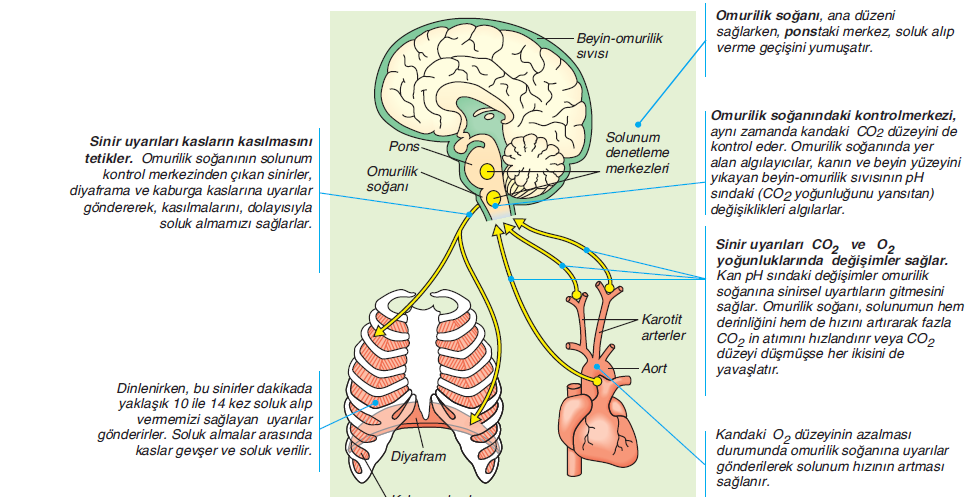 Sinir uyarıları kasların kasılmasını
tetikler. Omurilik soğanının solunum
kontrol merkezinden çıkan sinirler,
diyaframa ve kaburga kaslarına uyarılar
göndererek, kasılmalarını, dolayısıyla
soluk almamızı sağlarlar.
Dinlenirken, bu sinirler dakikada
yaklaşık 10 ile 14 kez soluk alıp
vermemizi sağlayan uyarılar
gönderirler. Soluk almalar arasında
kaslar gevşer ve soluk verilir.
Beyin-omurilik
sıvısı
Pons
Omurilik
soğanı
Solunum
denetleme
merkezleri
Karotit
arterler
Aort
Diyafram
Omurilik soğanı, ana düzeni
sağlarken, ponstaki merkez, soluk alıp
verme geçişini yumuşatır.
Omurilik soğanındaki kontrolmerkezi,
aynı zamanda kandaki CO2 düzeyini de
kontrol eder. Omurilik soğanında yer
alan algılayıcılar, kanın ve beyin yüzeyini
yıkayan beyin-omurilik sıvısının pH
sındaki (CO2 yoğunluğunu yansıtan)
değişiklikleri algılarlar.
Sinir uyarıları CO2 ve O2
yoğunluklarında değişimler sağlar.
Kan pH sındaki değişimler omurilik
soğanına sinirsel uyartıların gitmesini
sağlar. Omurilik soğanı, solunumun hem
derinliğini hem de hızını artırarak fazla
CO2 in atımını hızlandırır veya CO2
düzeyi düşmüşse her ikisini de
yavaşlatır.
Kandaki O2 düzeyinin azalması
durumunda omurilik soğanına uyarılar
gönderilerek solunum hızının artması
sağlanır.